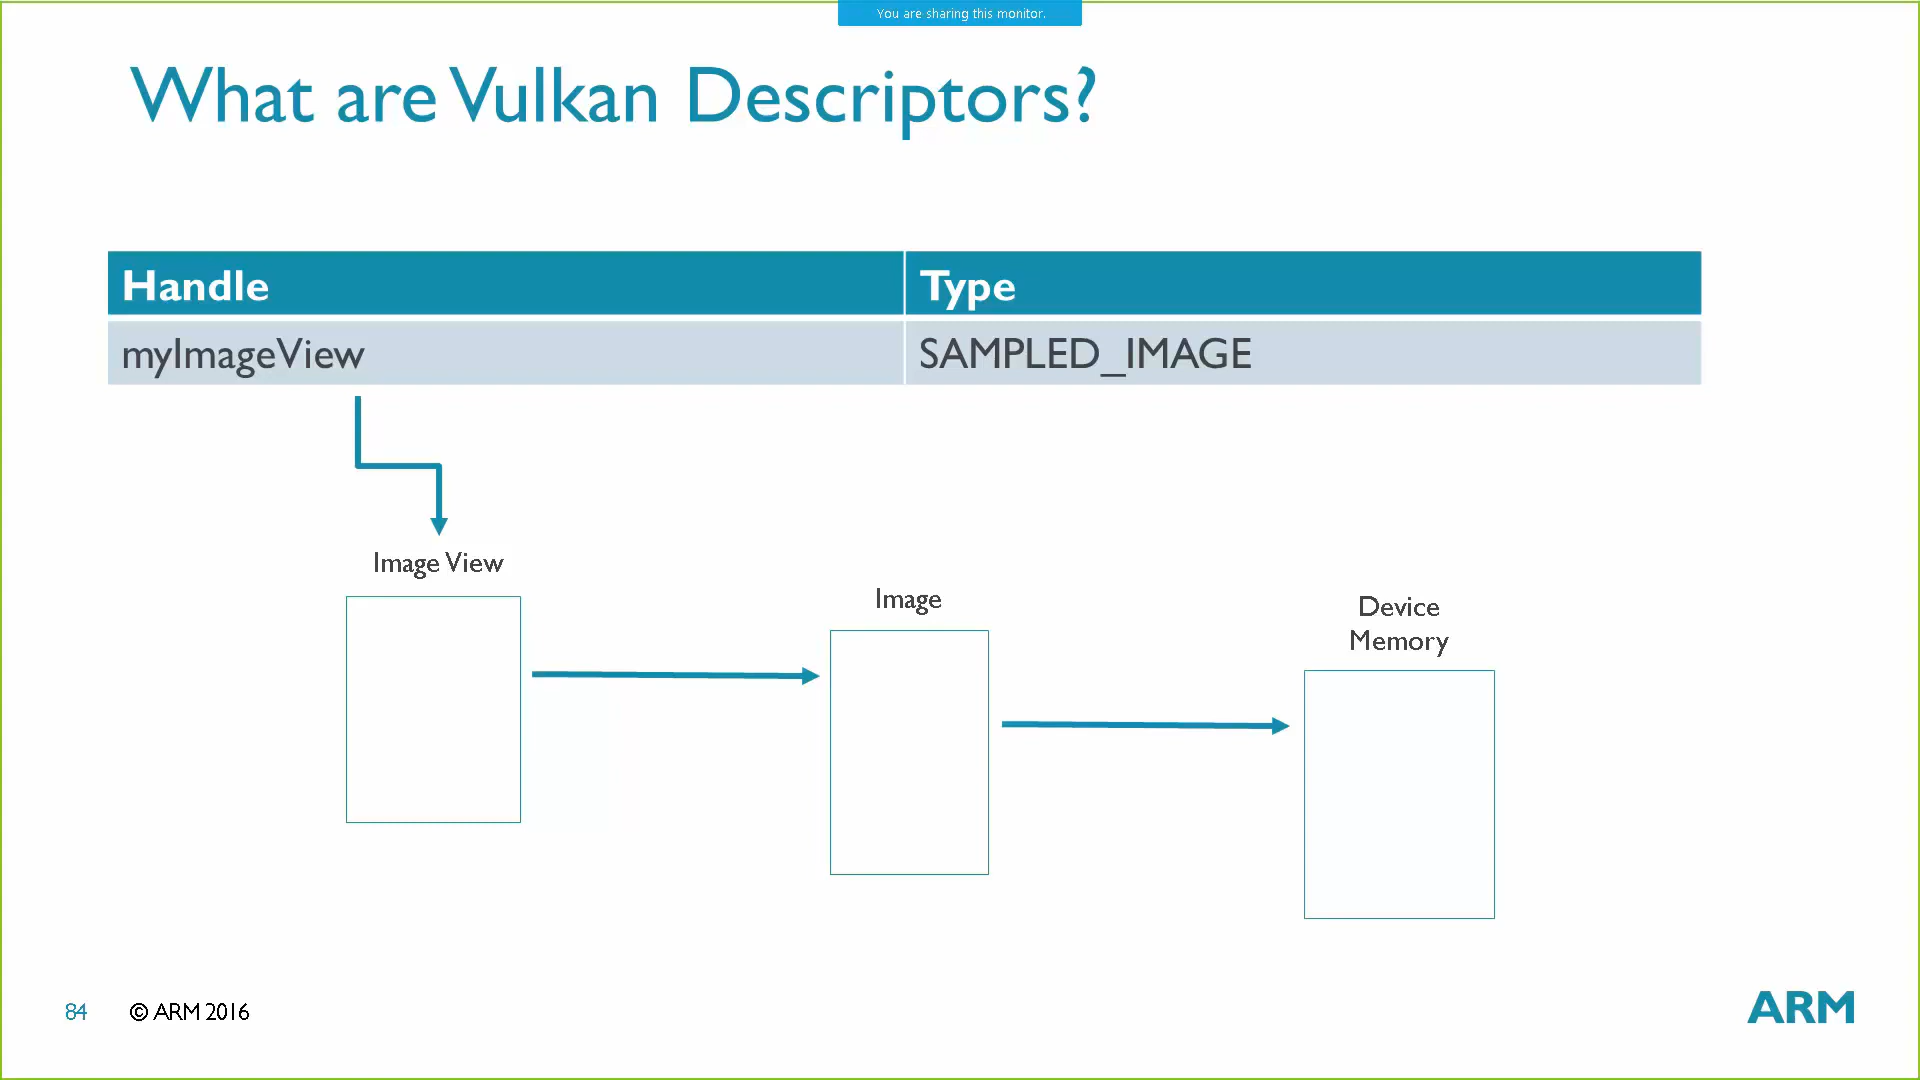 You are sharing this monitor.
What are Vulkan Descriptors?
Handle
Type
myImageView
SAMPLED_IMAGE
Image View
Image
Device
Memory
84
© ARM 2016
ARM